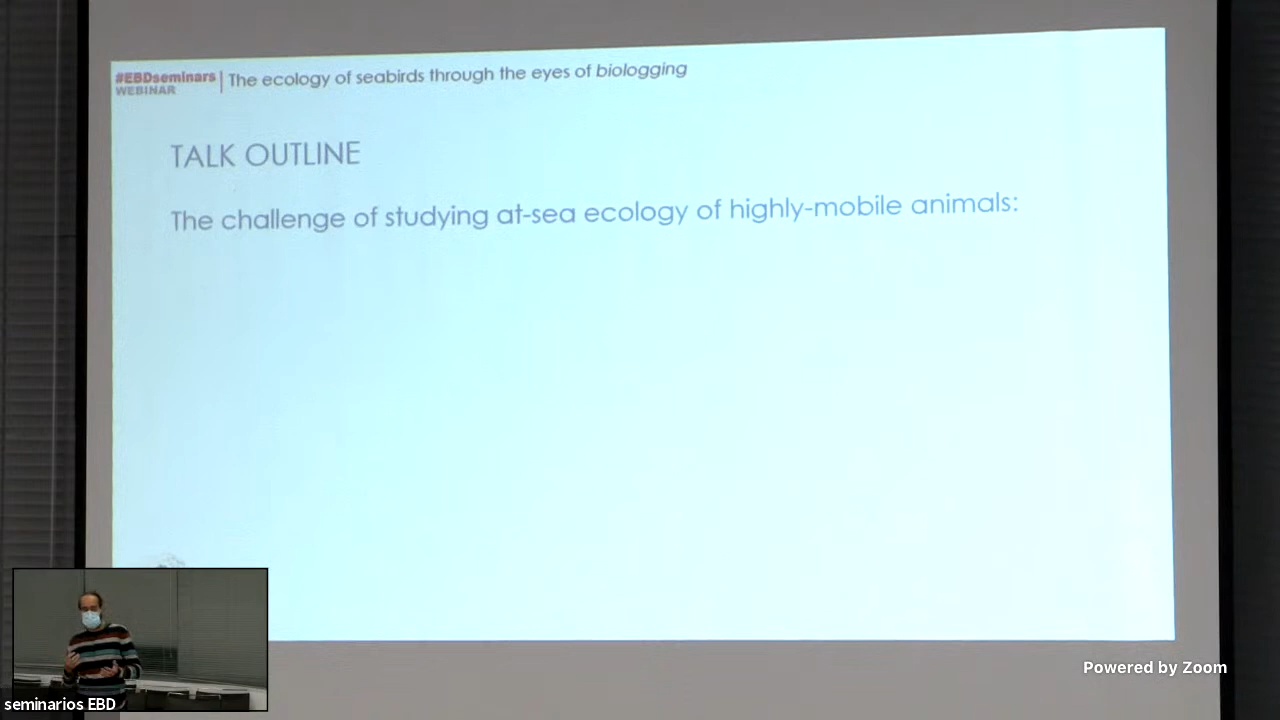 #EBDseminars
WEBINAR
The ecology of seabirds through the eyes of biologging
TALK OUTLINE
The challenge of studying at-sea ecology of highly-mobile animals:
seminarios EBD
Powered by Zoom